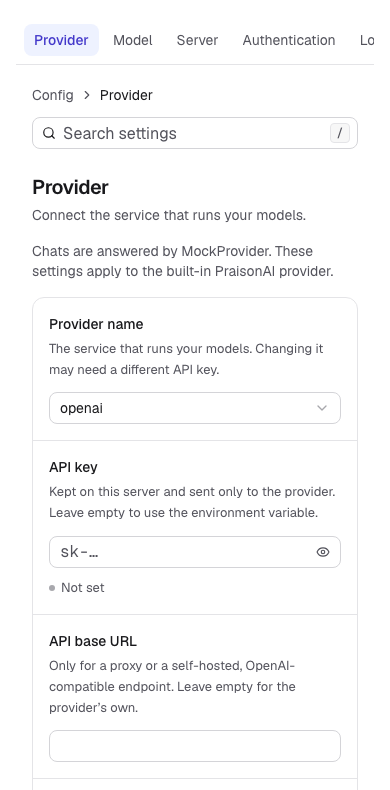 Provider Model Server Authentication Lo
Config > Provider
Search settings /
Provider
Connect the service that runs your models.
Chats are answered by MockProvider. These
settings apply to the built-in PraisonAI provider.
Provider name
The service that runs your models. Changing it
may need a different API key.
openai
API key
Kept on this server and sent only to the provider.
Leave empty to use the environment variable.
sk-…
Not set
API base URL
Only for a proxy or a self-hosted, OpenAI-
compatible endpoint. Leave empty for the
provider's own.